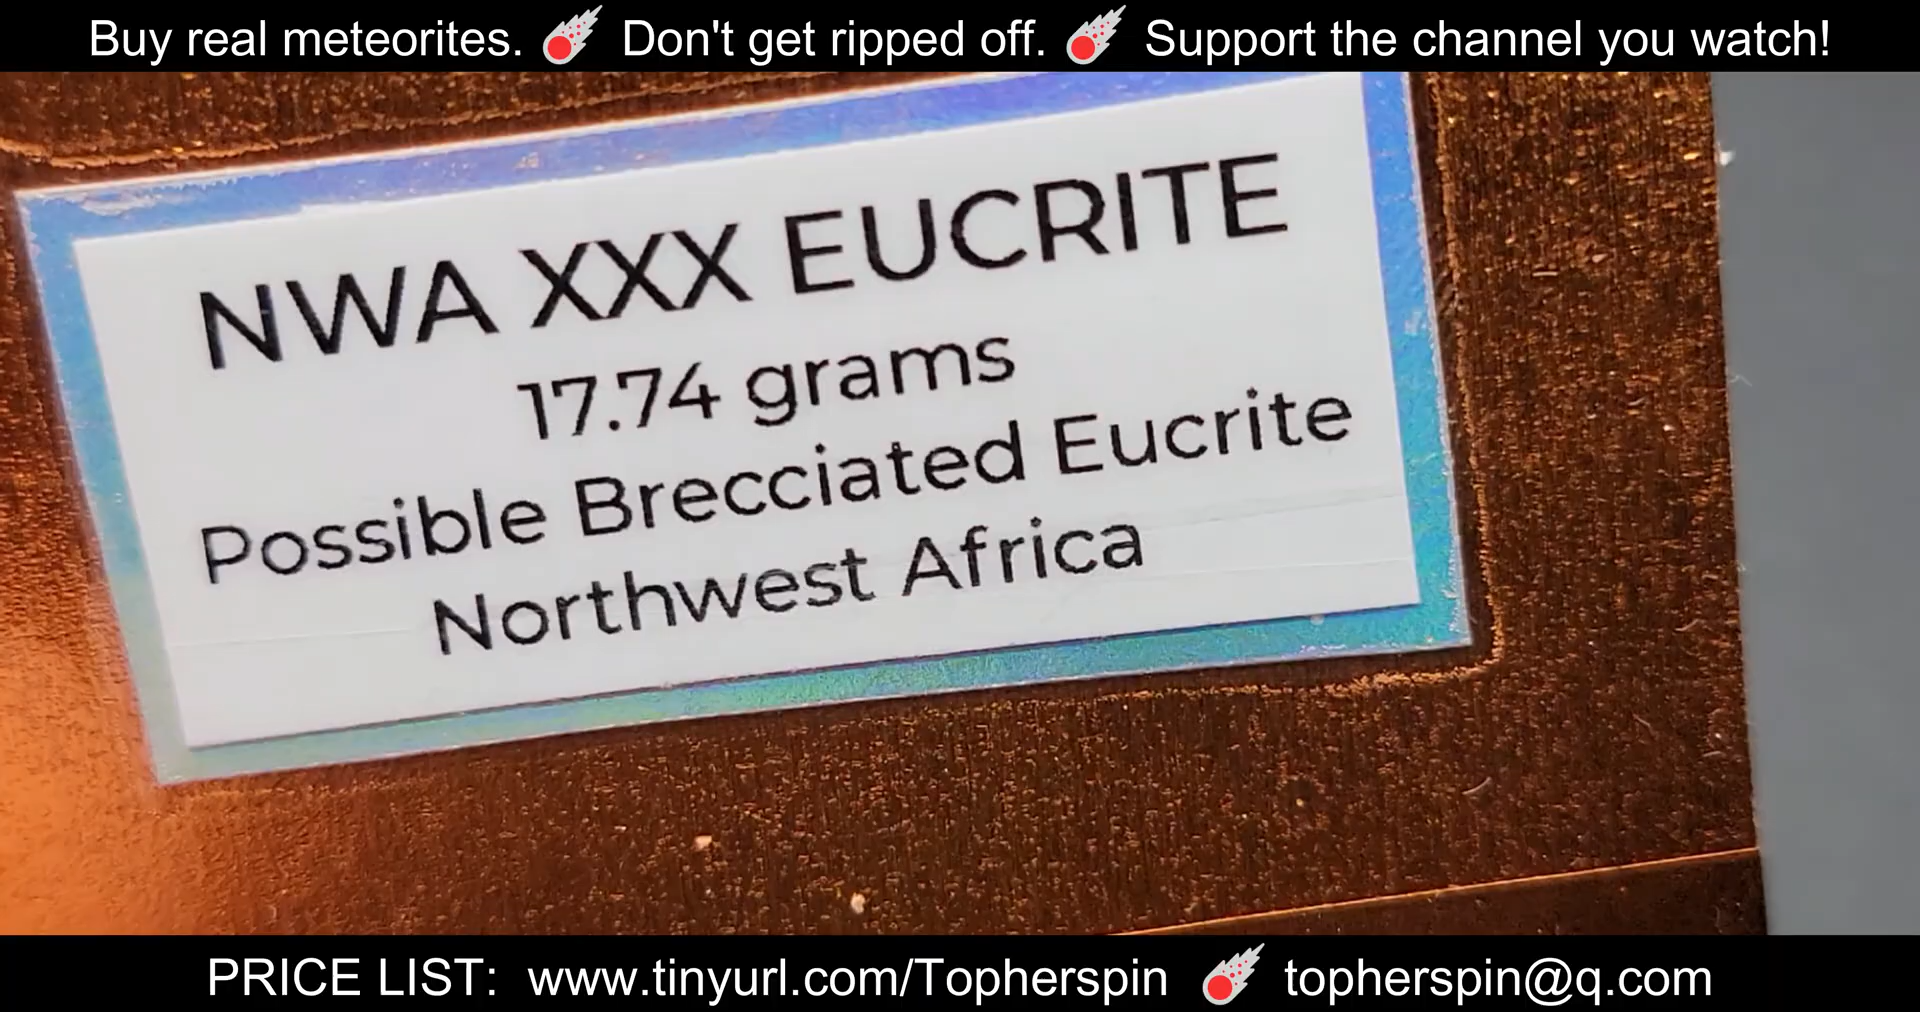 Buy real meteorites. Don't get ripped off. Support the channel you watch!
NWA XXX EUCRITE
17.74 grams
Possible Brecciated Eucrite
Northwest Africa
PRICE LIST: www.tinyurl.com/Topherspin topherspin@q.com